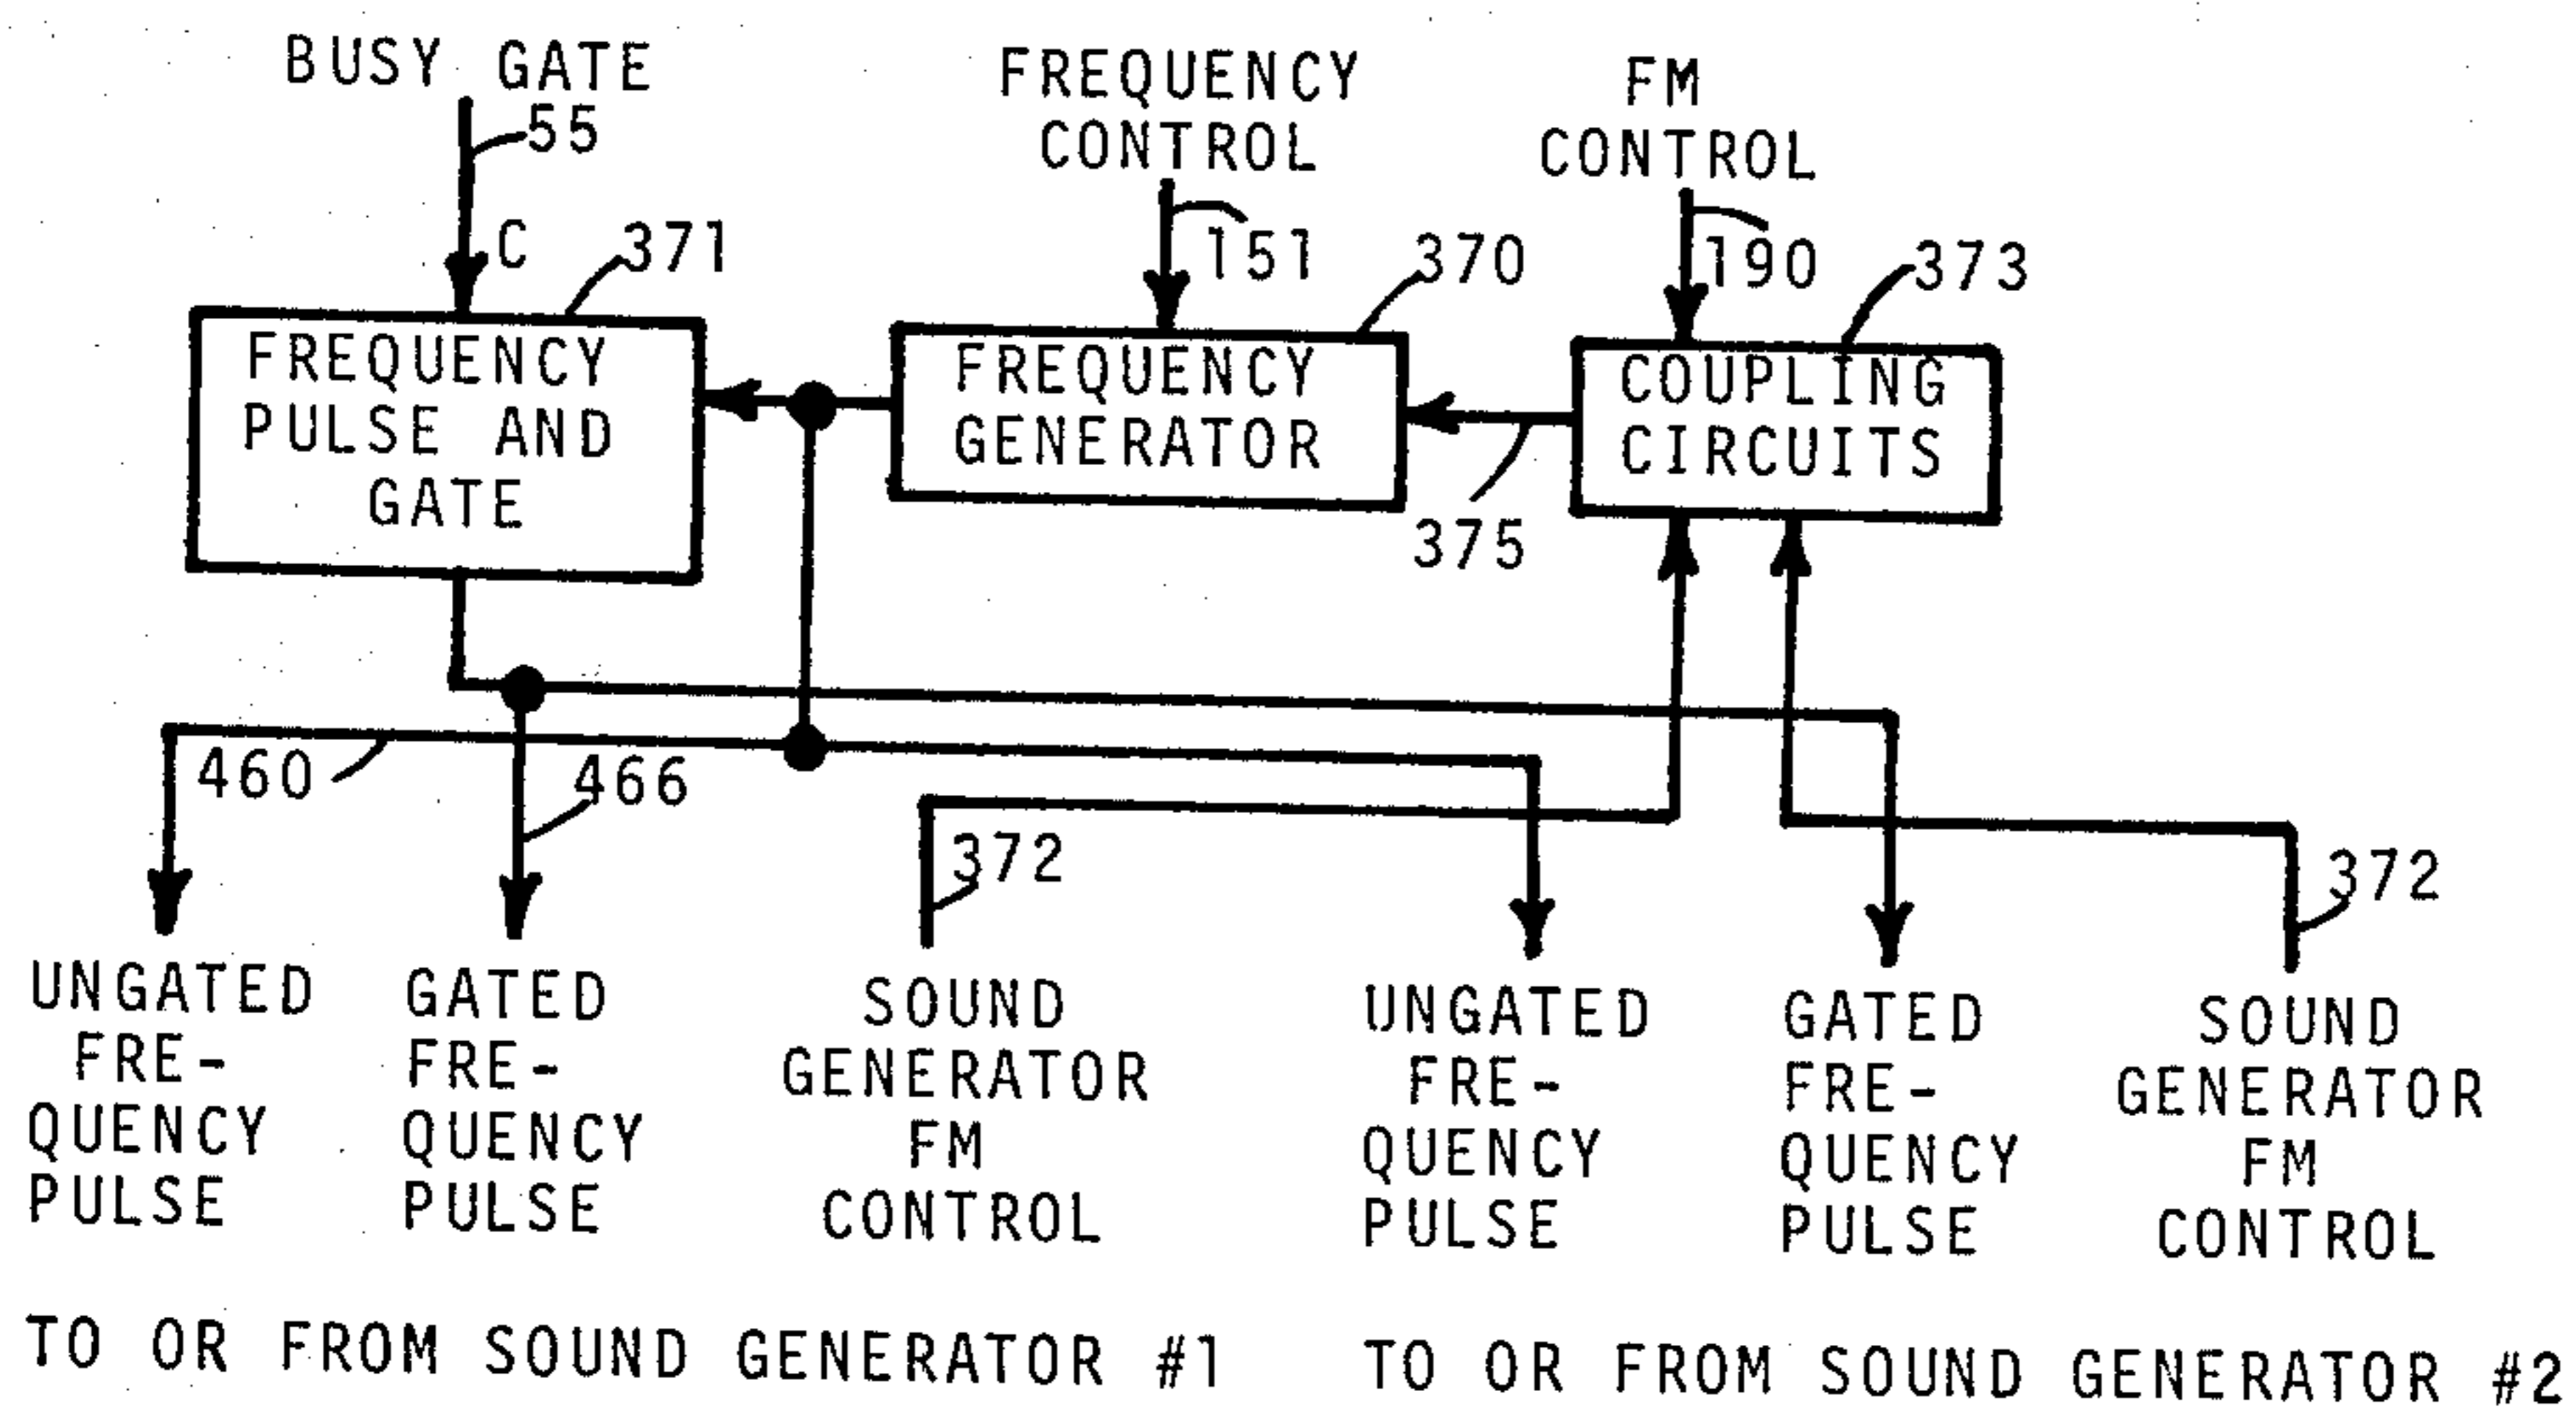 BUSY GATE
55
C
371
FREQUENCY
CONTROL
151
370
FM
CONTROL
190
373
FREQUENCY
PULSE AND
GATE
FREQUENCY
GENERATOR
COUPLING
CIRCUITS
375
460
466
372
372
UNGATED
FRE-
QUENCY
PULSE
GATED
FRE-
QUENCY
PULSE
SOUND
GENERATOR
FM
CONTROL
UNGATED
FRE-
QUENCY
PULSE
GATED
FRE-
QUENCY
PULSE
SOUND
GENERATOR
FM
CONTROL
TO OR FROM SOUND GENERATOR #1
TO OR FROM SOUND GENERATOR #2